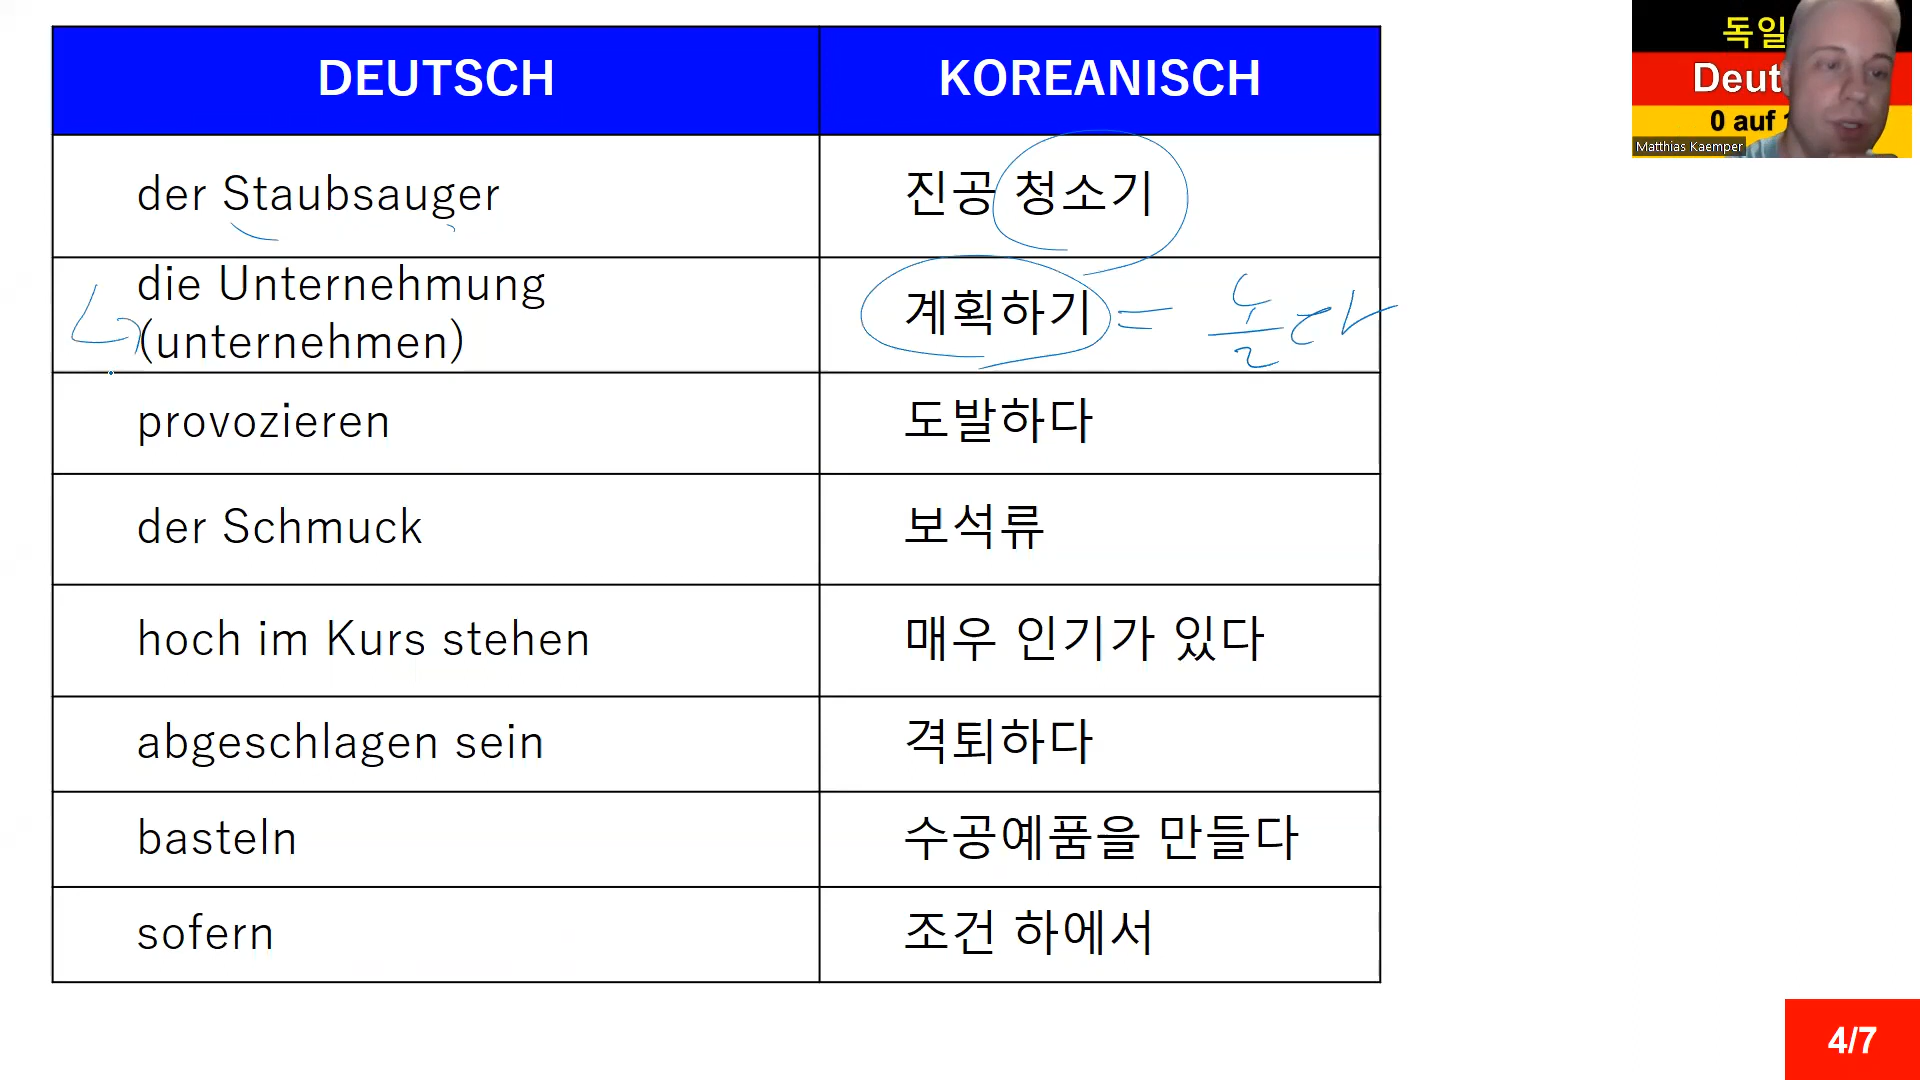 DEUTSCH KOREANISCH
der Staubsauger 진공 청소기
die Unternehmung
(unternehmen) 계획하기 = 놀다
provozieren 도발하다
der Schmuck 보석류
hoch im Kurs stehen 매우 인기가 있다
abgeschlagen sein 격퇴하다
basteln 수공예품을 만들다
sofern 조건 하에서
독일
Deut
0 auf
Matthias Kaemper
4/7